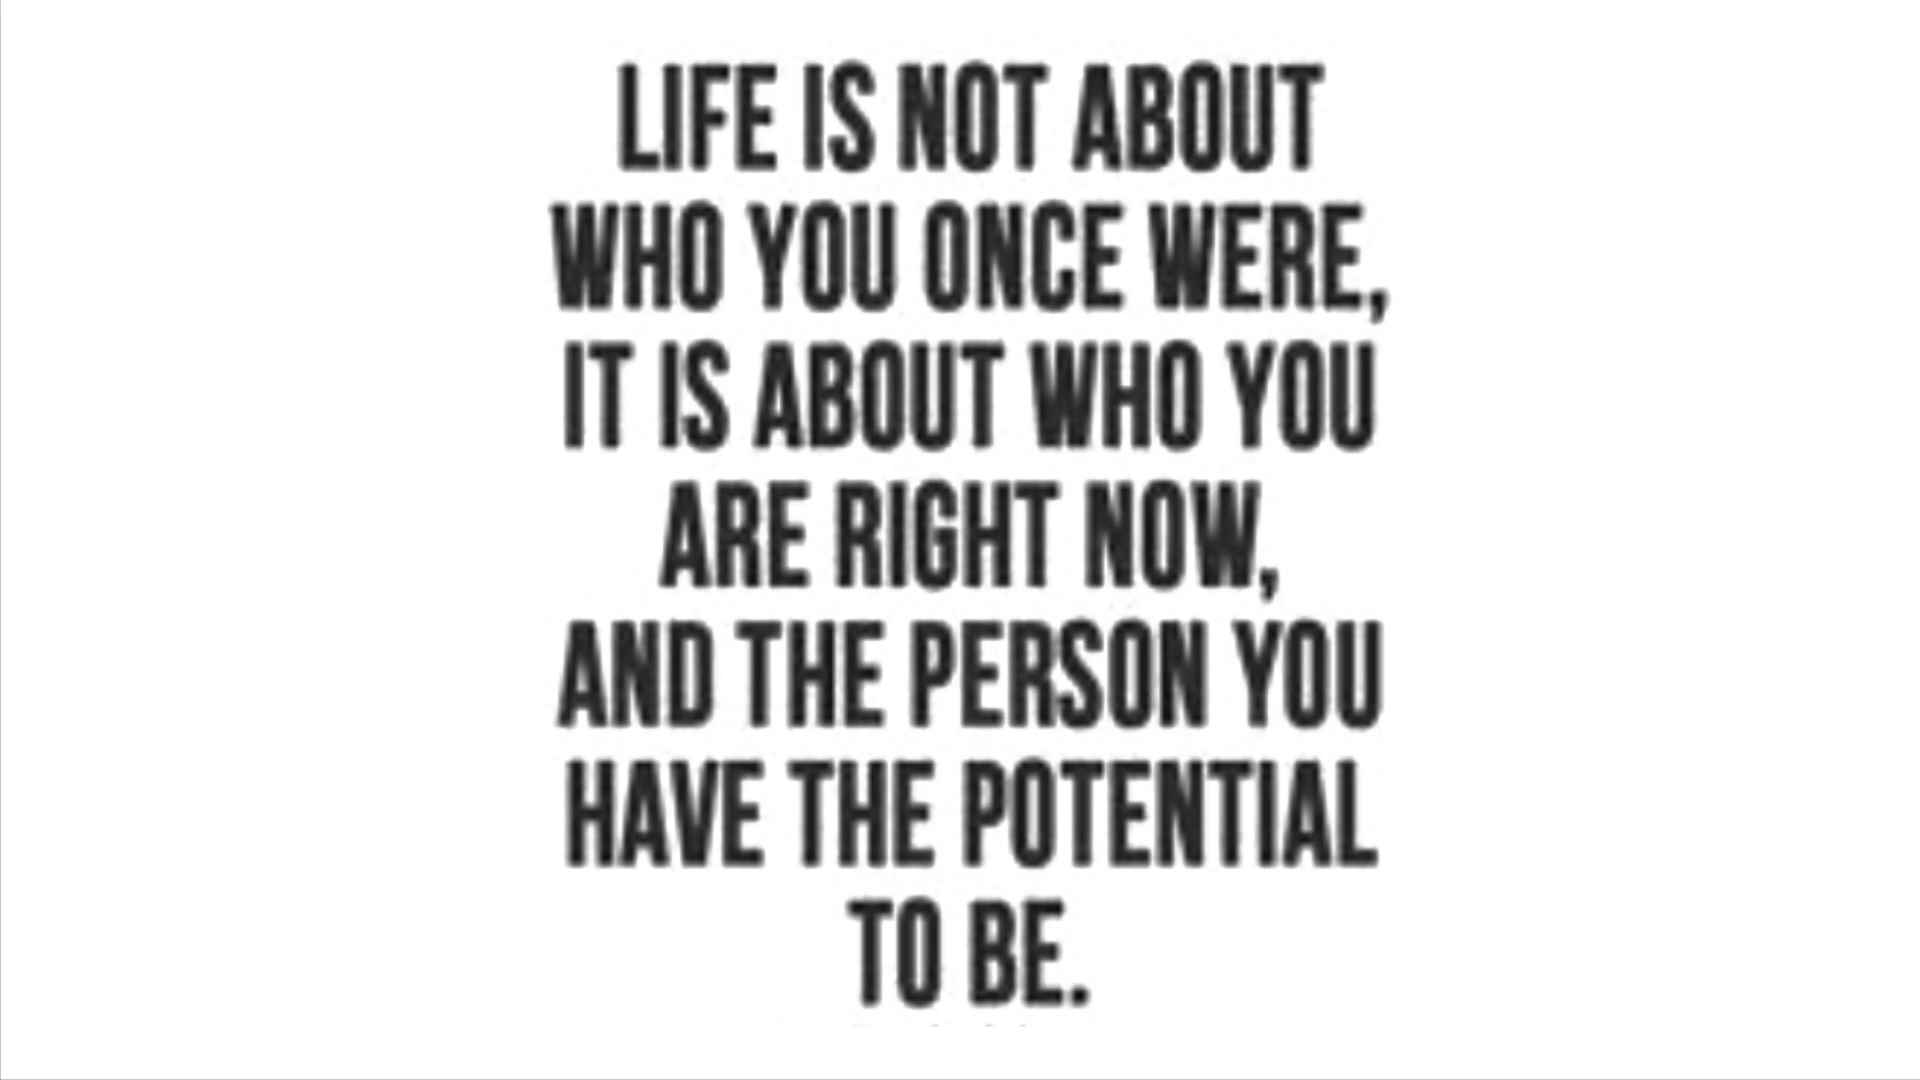 LIFE IS NOT ABOUT
WHO YOU ONCE WERE,
IT IS ABOUT WHO YOU
ARE RIGHT NOW,
AND THE PERSON YOU
HAVE THE POTENTIAL
TO BE.